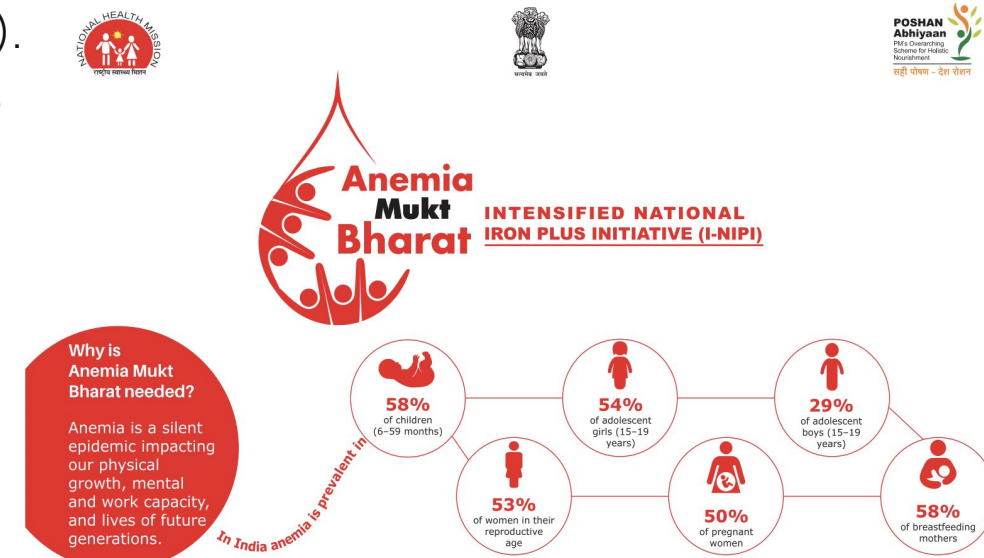 ).
NATIONAL HEALTH MISSION
राष्ट्रीय स्वास्थ्य मिशन
सत्यमेव जयते
POSHAN
Abhiyaan
PM's Overarching
Scheme for Holistic
Nourishment
सही पोषण - देश रोशन
Anemia
Mukt
Bharat
INTENSIFIED NATIONAL
IRON PLUS INITIATIVE (I-NIPI)
Why is
Anemia Mukt
Bharat needed?
Anemia is a silent
epidemic impacting
our physical
growth, mental
and work capacity,
and lives of future
generations.
In India anemia is prevalent in
58%
of children
(6–59 months)
54%
of adolescent
girls (15–19
years)
29%
of adolescent
boys (15–19
years)
53%
of women in their
reproductive
age
50%
of pregnant
women
58%
of breastfeeding
mothers